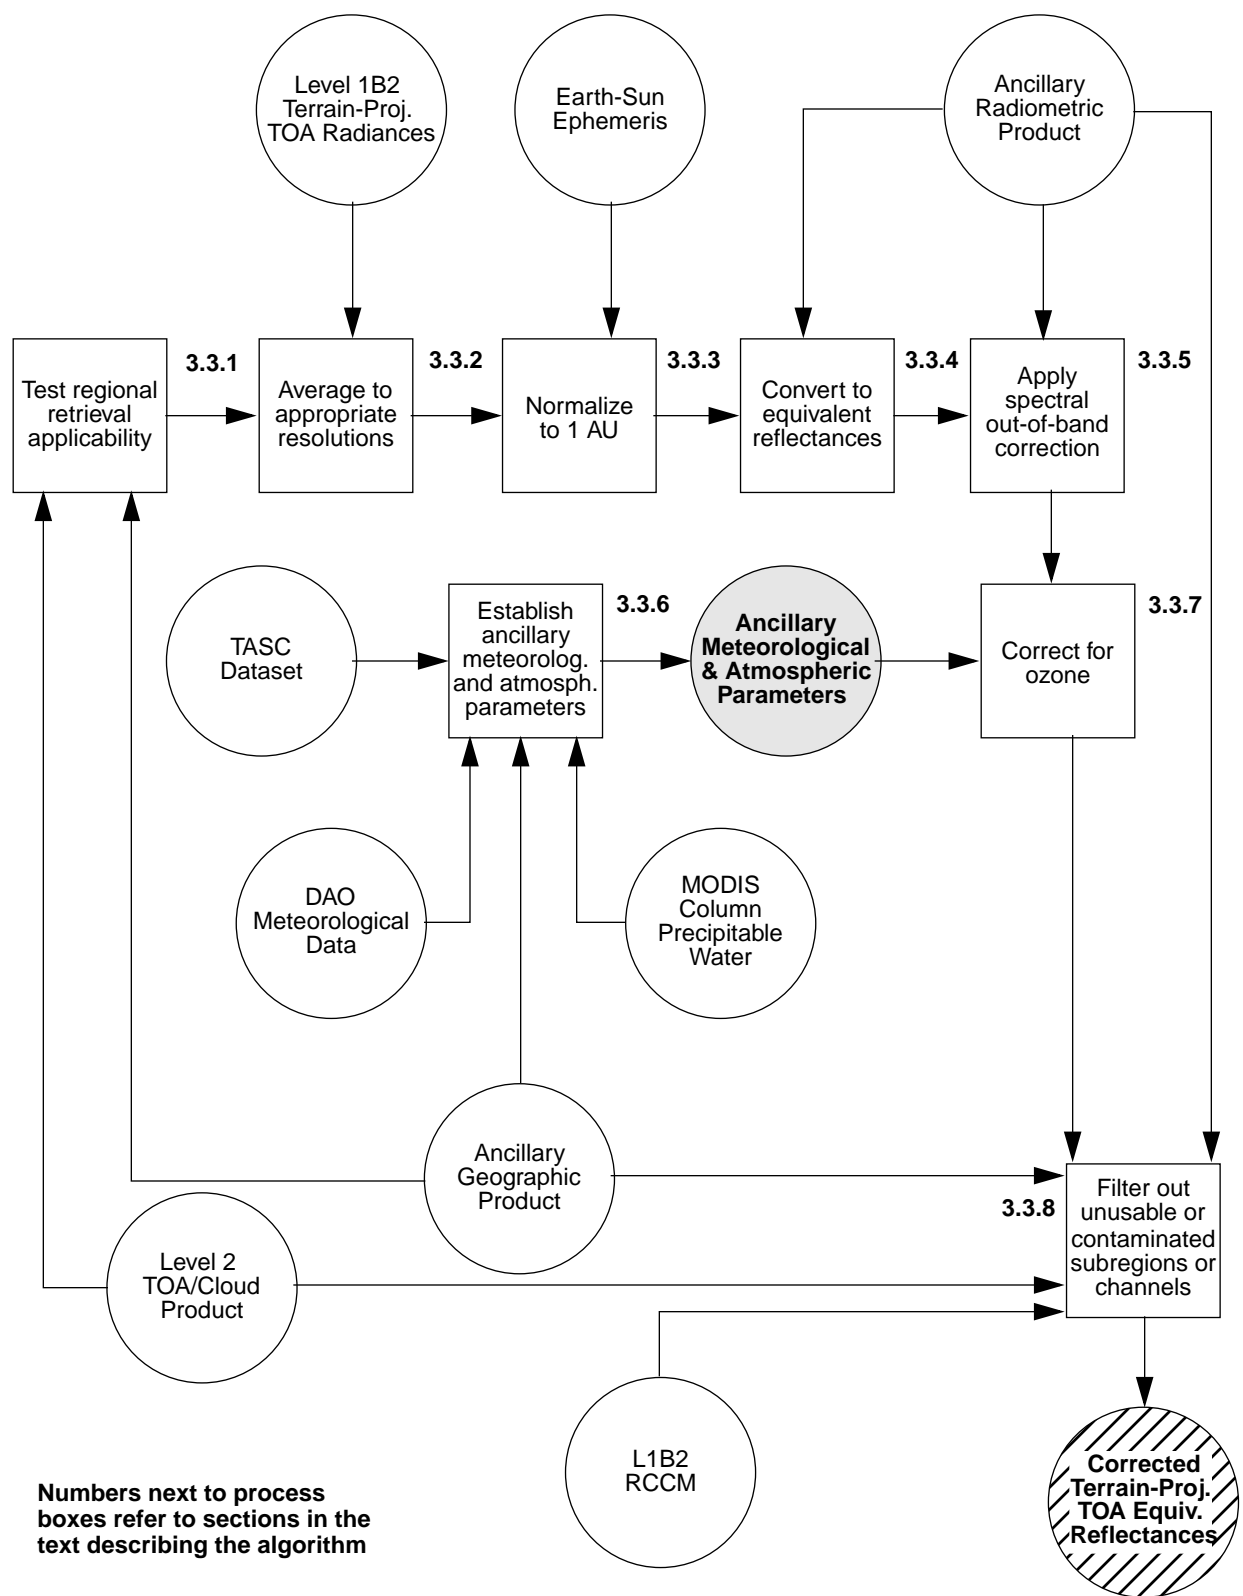 Level 1B2
Terrain-Proj.
TOA Radiances
Earth-Sun
Ephemeris
Ancillary
Radiometric
Product
3.3.1
3.3.2
3.3.3
3.3.4
3.3.5
Test regional
retrieval
applicability
Average to
appropriate
resolutions
Normalize
to 1 AU
Convert to
equivalent
reflectances
Apply
spectral
out-of-band
correction
TASC
Dataset
Establish
ancillary
meteorolog.
and atmosph.
parameters
3.3.6
Ancillary
Meteorological
& Atmospheric
Parameters
3.3.7
Correct for
ozone
DAO
Meteorological
Data
MODIS
Column
Precipitable
Water
Ancillary
Geographic
Product
3.3.8
Filter out
unusable or
contaminated
subregions or
channels
Level 2
TOA/Cloud
Product
L1B2
RCCM
Corrected
Terrain-Proj.
TOA Equiv.
Reflectances
Numbers next to process
boxes refer to sections in the
text describing the algorithm